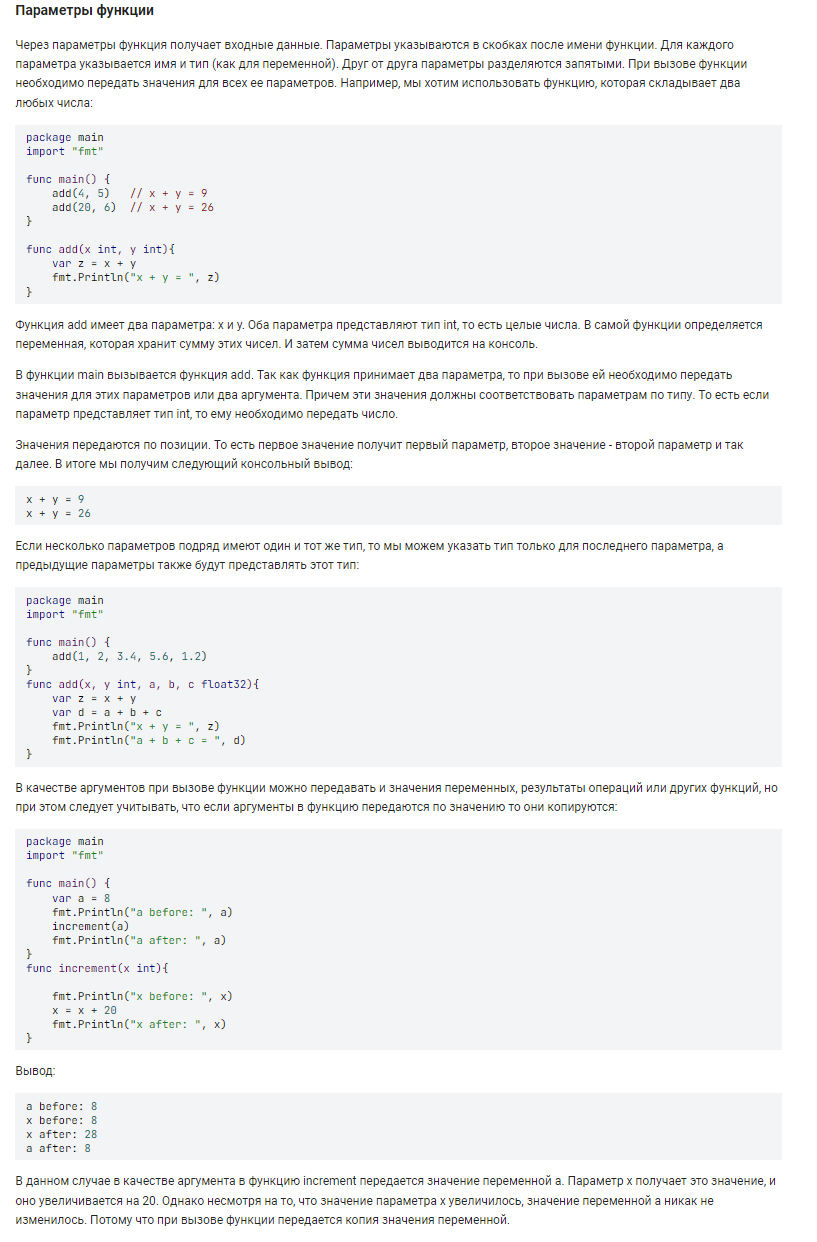 Параметры функции
Через параметры функция получает входные данные. Параметры указываются в скобках после имени функции. Для каждого
параметра указывается имя и тип (как для переменной). Друг от друга параметры разделяются запятыми. При вызове функции
необходимо передать значения для всех ее параметров. Например, мы хотим использовать функцию, которая складывает два
любых числа:
package main
import "fmt"
func main() {
    add(4, 5)   // x + y = 9
    add(20, 6)  // x + y = 26
}
func add(x int, y int){
    var z = x + y
    fmt.Println("x + y = ", z)
}
Функция add имеет два параметра: x и y. Оба параметра представляют тип int, то есть целые числа. В самой функции определяется
переменная, которая хранит сумму этих чисел. И затем сумма чисел выводится на консоль.
В функции main вызывается функция add. Так как функция принимает два параметра, то при вызове ей необходимо передать
значения для этих параметров или два аргумента. Причем эти значения должны соответствовать параметрам по типу. То есть если
параметр представляет тип int, то ему необходимо передать число.
Значения передаются по позиции. То есть первое значение получит первый параметр, второе значение - второй параметр и так
далее. В итоге мы получим следующий консольный вывод:
x + y = 9
x + y = 26
Если несколько параметров подряд имеют один и тот же тип, то мы можем указать тип только для последнего параметра, а
предыдущие параметры также будут представлять этот тип:
package main
import "fmt"
func main() {
    add(1, 2, 3.4, 5.6, 1.2)
}
func add(x, y int, a, b, c float32){
    var z = x + y
    var d = a + b + c
    fmt.Println("x + y = ", z)
    fmt.Println("a + b + c = ", d)
}
В качестве аргументов при вызове функции можно передавать и значения переменных, результаты операций или других функций, но
при этом следует учитывать, что если аргументы в функцию передаются по значению то они копируются:
package main
import "fmt"
func main() {
    var a = 8
    fmt.Println("a before: ", a)
    increment(a)
    fmt.Println("a after: ", a)
}
func increment(x int){
    fmt.Println("x before: ", x)
    x = x + 20
    fmt.Println("x after: ", x)
}
Вывод:
a before: 8
x before: 8
x after: 28
a after: 8
В данном случае в качестве аргумента в функцию increment передается значение переменной a. Параметр x получает это значение, и
оно увеличивается на 20. Однако несмотря на то, что значение параметра x увеличилось, значение переменной a никак не
изменилось. Потому что при вызове функции передается копия значения переменной.